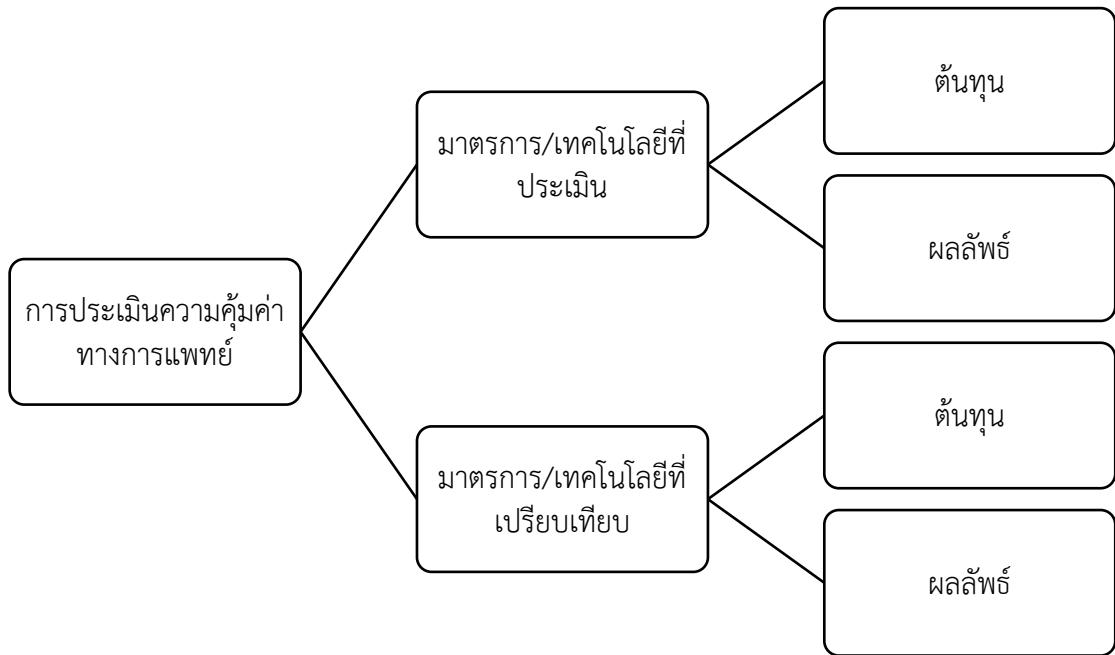 การประเมินความคุ้มค่า
ทางการแพทย์
มาตรการ/เทคโนโลยีที่
ประเมิน
ต้นทุน
ผลลัพธ์
มาตรการ/เทคโนโลยีที่
เปรียบเทียบ
ต้นทุน
ผลลัพธ์